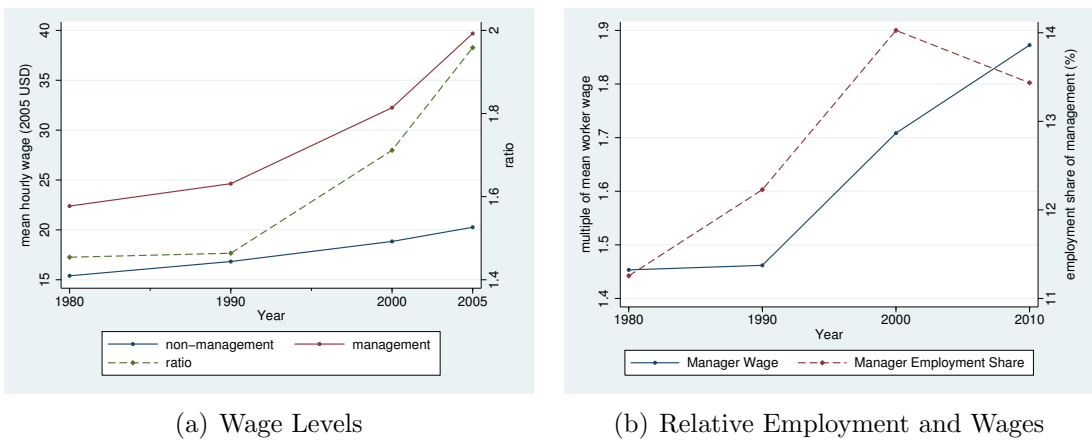 40
35
30
25
20
15
mean hourly wage (2005 USD)
2
1.8
1.6
1.4
ratio
1980
1990
2000
2005
Year
non−management
management
ratio
(a) Wage Levels
1.9
1.8
1.7
1.6
1.5
1.4
multiple of mean worker wage
14
13
12
11
employment share of management (%)
1980
1990
2000
2010
Year
Manager Wage
Manager Employment Share
(b) Relative Employment and Wages